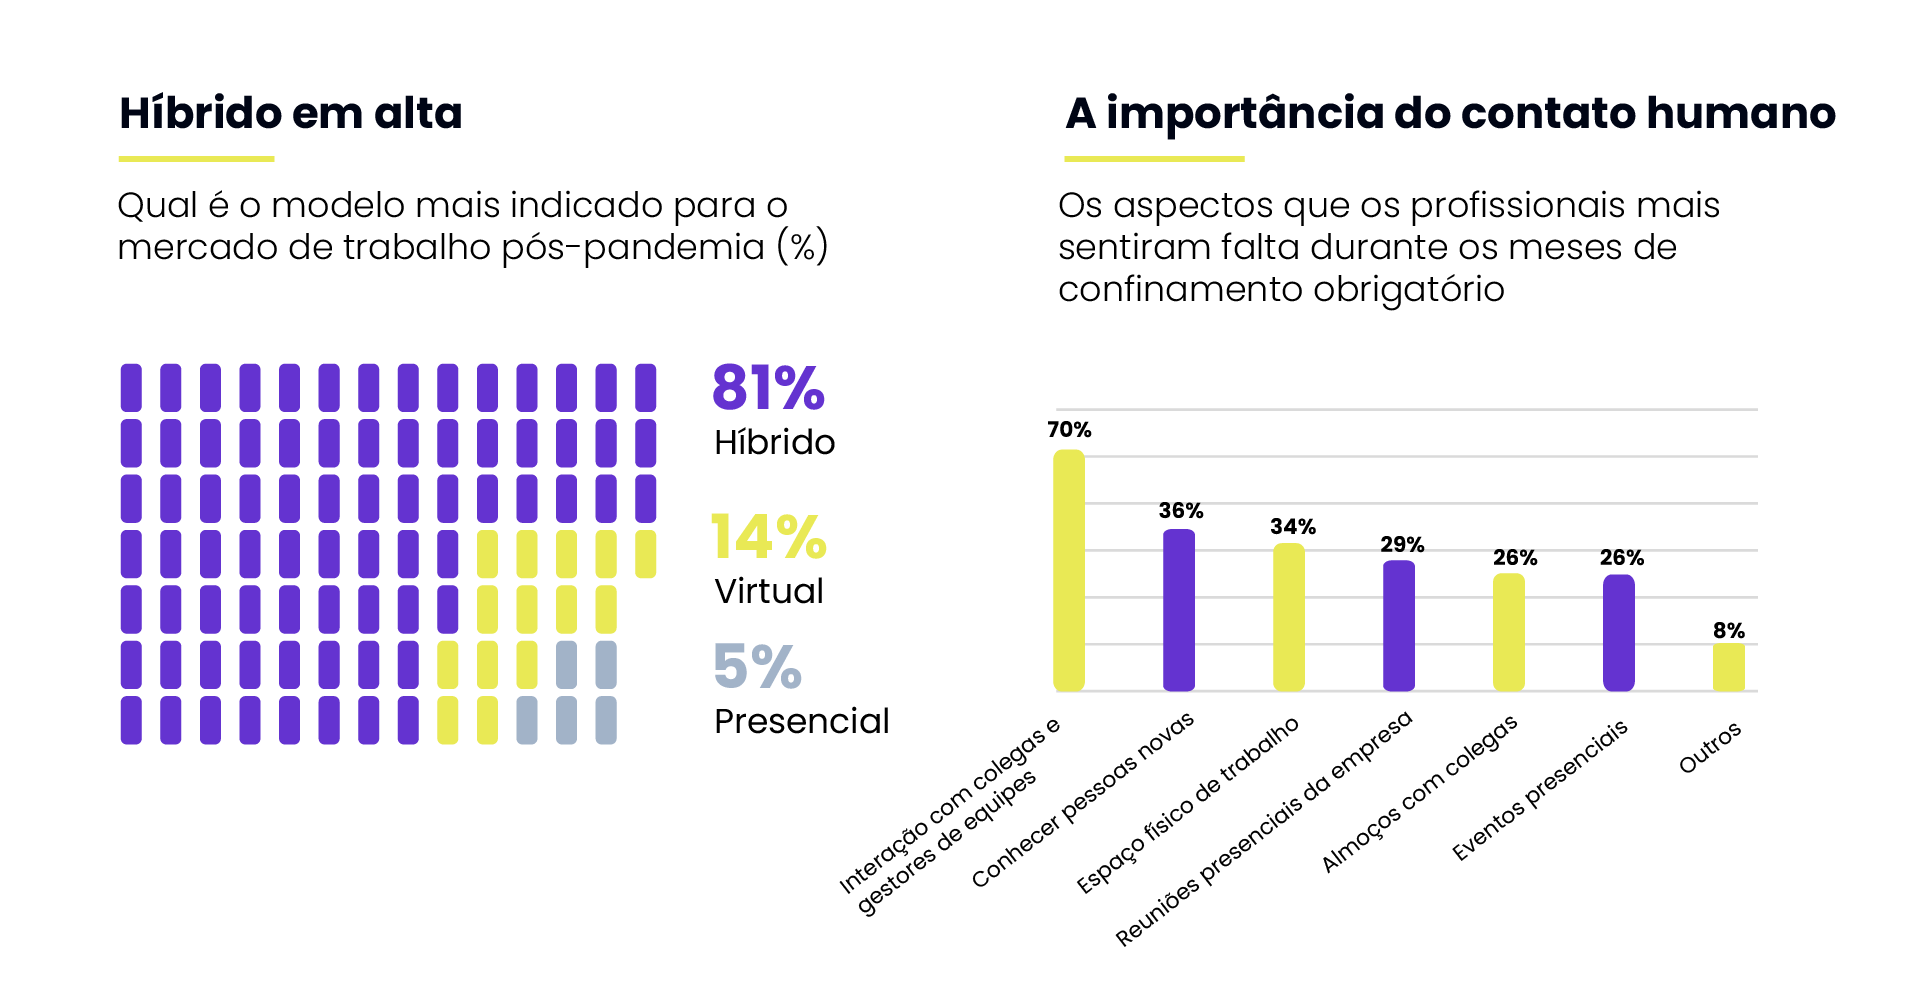 Híbrido em alta
Qual é o modelo mais indicado para o
mercado de trabalho pós-pandemia (%)
81%
Híbrido
14%
Virtual
5%
Presencial
A importância do contato humano
Os aspectos que os profissionais mais
sentiram falta durante os meses de
confinamento obrigatório
70%
36%
34%
29%
26%
26%
8%
Interação com colegas e
gestores de equipes
Conhecer pessoas novas
Espaço físico de trabalho
Reuniões presenciais da empresa
Almoços com colegas
Eventos presenciais
Outros